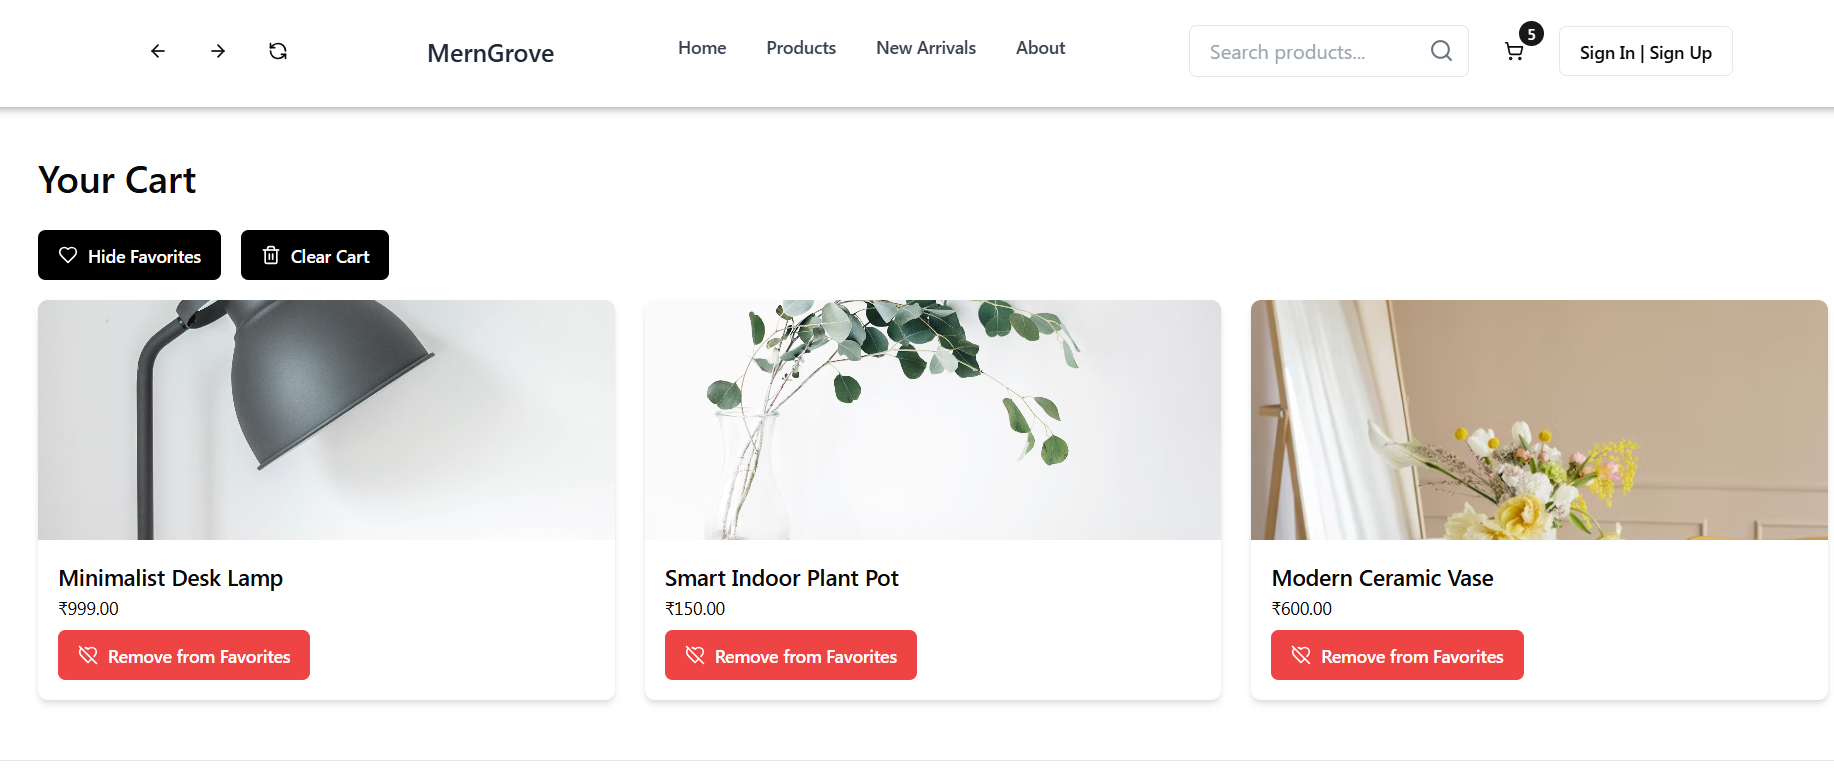 MernGrove
Home
Products
New Arrivals
About
Search products...
5
Sign In | Sign Up
Your Cart
Hide Favorites
Clear Cart
Minimalist Desk Lamp
₹999.00
Remove from Favorites
Smart Indoor Plant Pot
₹150.00
Remove from Favorites
Modern Ceramic Vase
₹600.00
Remove from Favorites